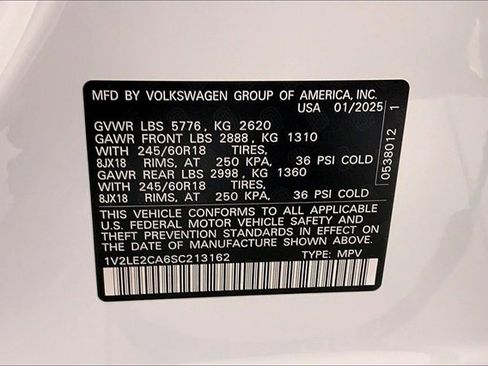 MFD BY VOLKSWAGEN GROUP OF AMERICA, INC.
USA 01/2025
GVWR LBS 5776, KG 2620
GAWR FRONT LBS 2888, KG 1310
WITH 245/60R18 TIRES,
8JX18 RIMS, AT 250 KPA, 36 PSI COLD
GAWR REAR LBS 2998, KG 1360
WITH 245/60R18 TIRES,
8JX18 RIMS, AT 250 KPA, 36 PSI COLD
THIS VEHICLE CONFORMS TO ALL APPLICABLE
U.S. FEDERAL MOTOR VEHICLE SAFETY
STANDARDS IN EFFECT ON THE DATE OF
MANUFACTURE SHOWN ABOVE.
1V2LE2CA6SC213162 TYPE: MPV
0538012 1